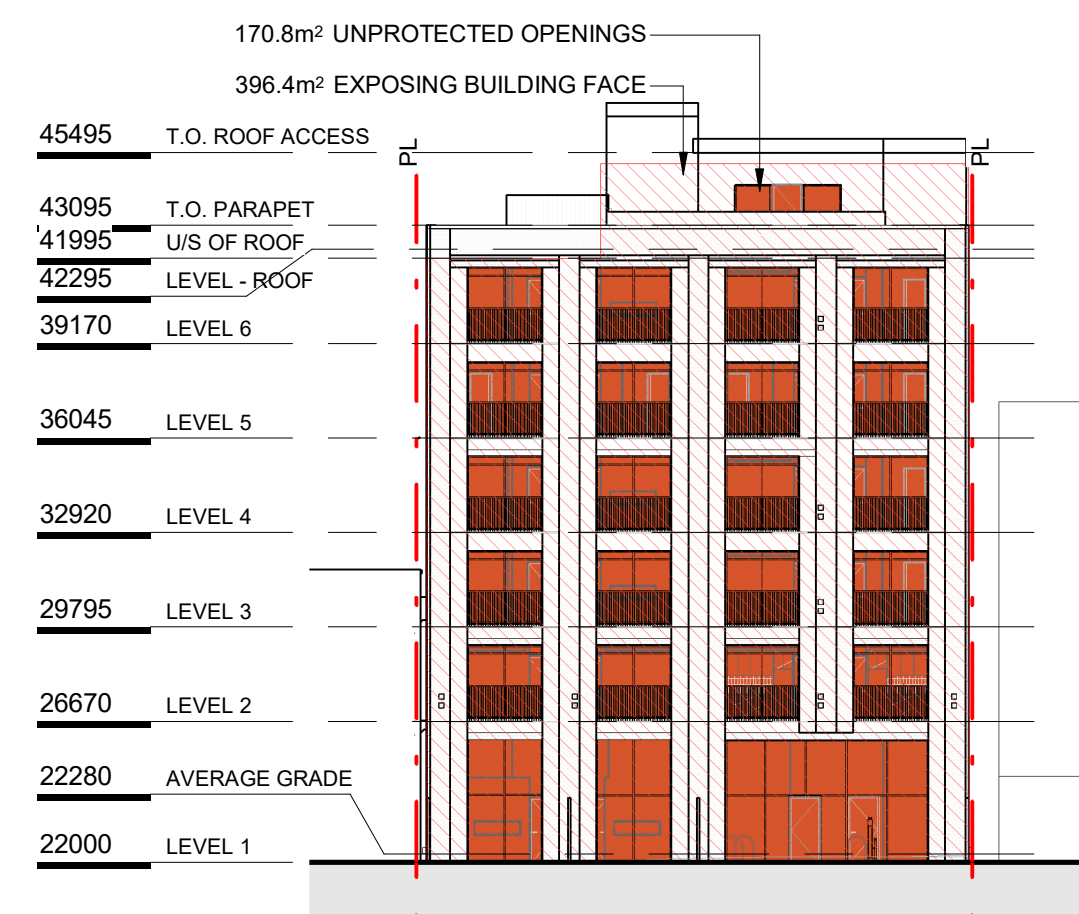 170.8m² UNPROTECTED OPENINGS
396.4m² EXPOSING BUILDING FACE
PL
PL
45495 T.O. ROOF ACCESS
43095 T.O. PARAPET
41995 U/S OF ROOF
42295 LEVEL - ROOF
39170 LEVEL 6
36045 LEVEL 5
32920 LEVEL 4
29795 LEVEL 3
26670 LEVEL 2
22280 AVERAGE GRADE
22000 LEVEL 1